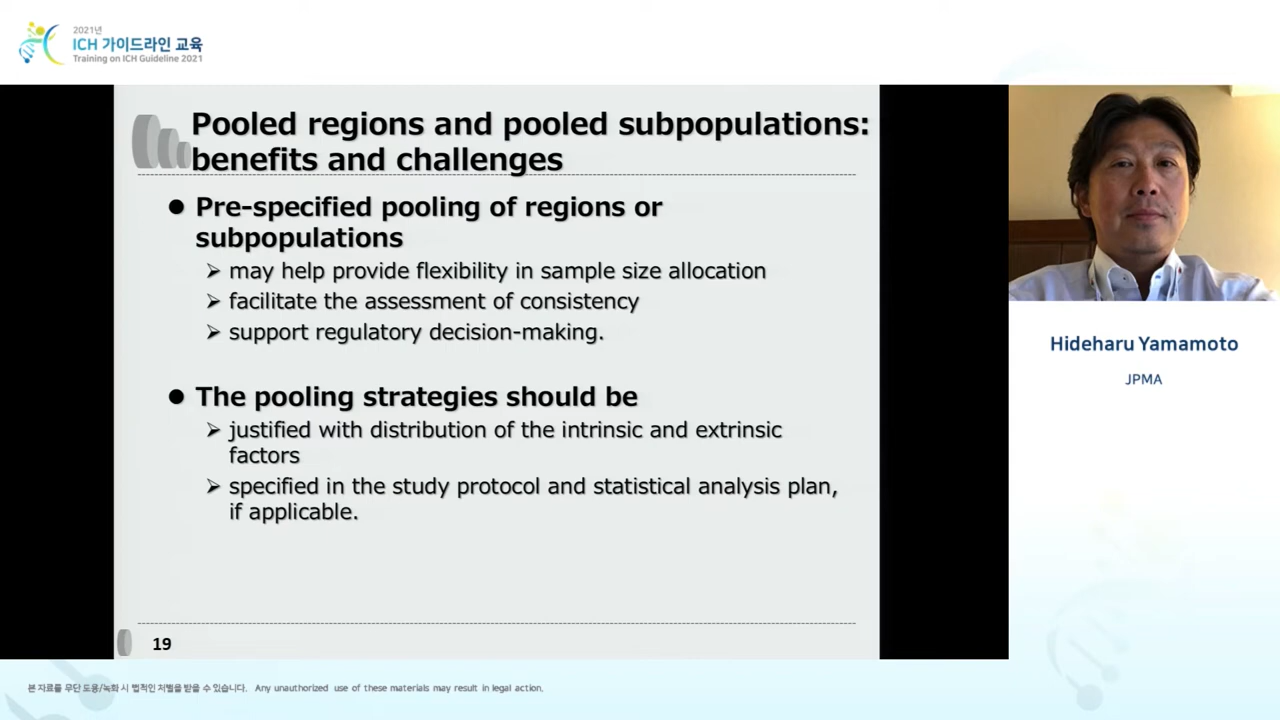 2021년
ICH 가이드라인 교육
Training on ICH Guideline 2021
Pooled regions and pooled subpopulations:
benefits and challenges
● Pre-specified pooling of regions or
subpopulations
➢ may help provide flexibility in sample size allocation
➢ facilitate the assessment of consistency
➢ support regulatory decision-making.
● The pooling strategies should be
➢ justified with distribution of the intrinsic and extrinsic
factors
➢ specified in the study protocol and statistical analysis plan,
if applicable.
19
Hideharu Yamamoto
JPMA
본 자료를 무단 도용/녹화 시 법적인 처벌을 받을 수 있습니다. Any unauthorized use of these materials may result in legal action.